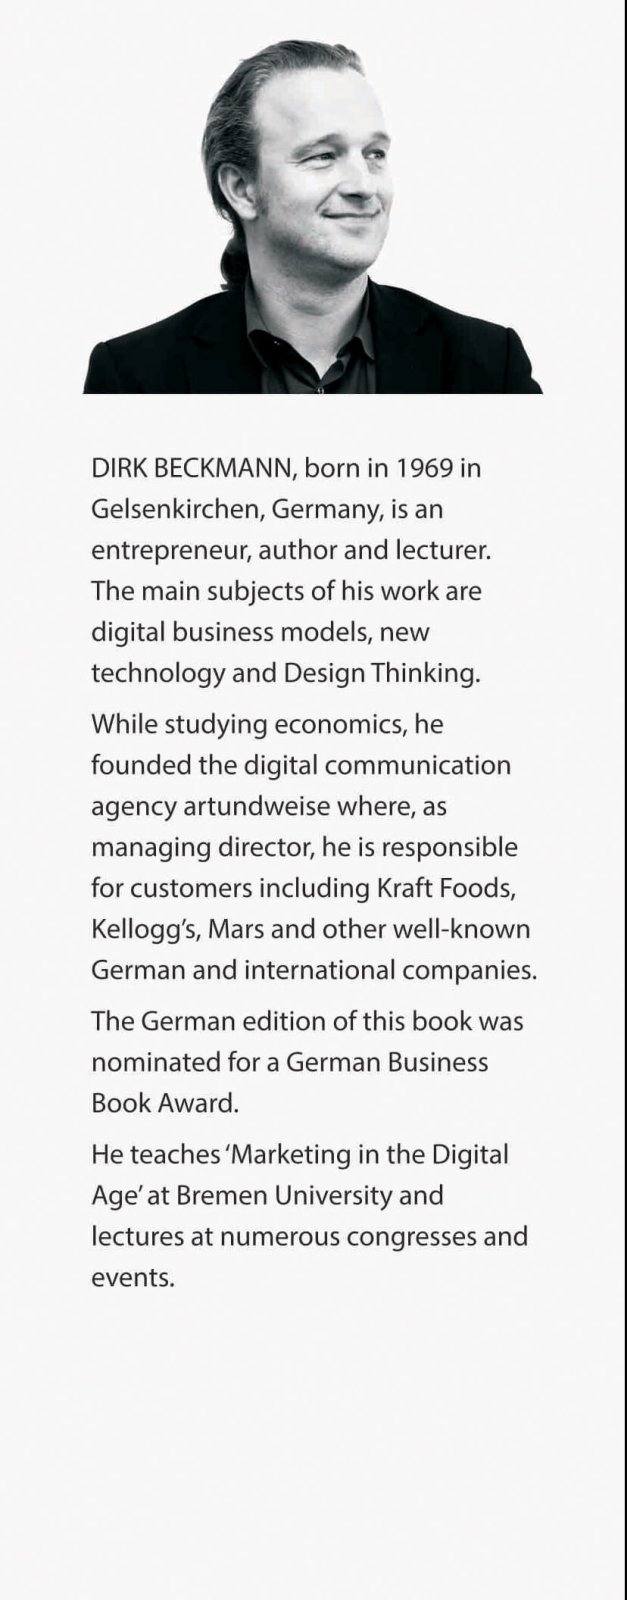 DIRK BECKMANN, born in 1969 in
Gelsenkirchen, Germany, is an
entrepreneur, author and lecturer.
The main subjects of his work are
digital business models, new
technology and Design Thinking.
While studying economics, he
founded the digital communication
agency artundweise where, as
managing director, he is responsible
for customers including Kraft Foods,
Kellogg’s, Mars and other well-known
German and international companies.
The German edition of this book was
nominated for a German Business
Book Award.
He teaches ‘Marketing in the Digital
Age’ at Bremen University and
lectures at numerous congresses and
events.